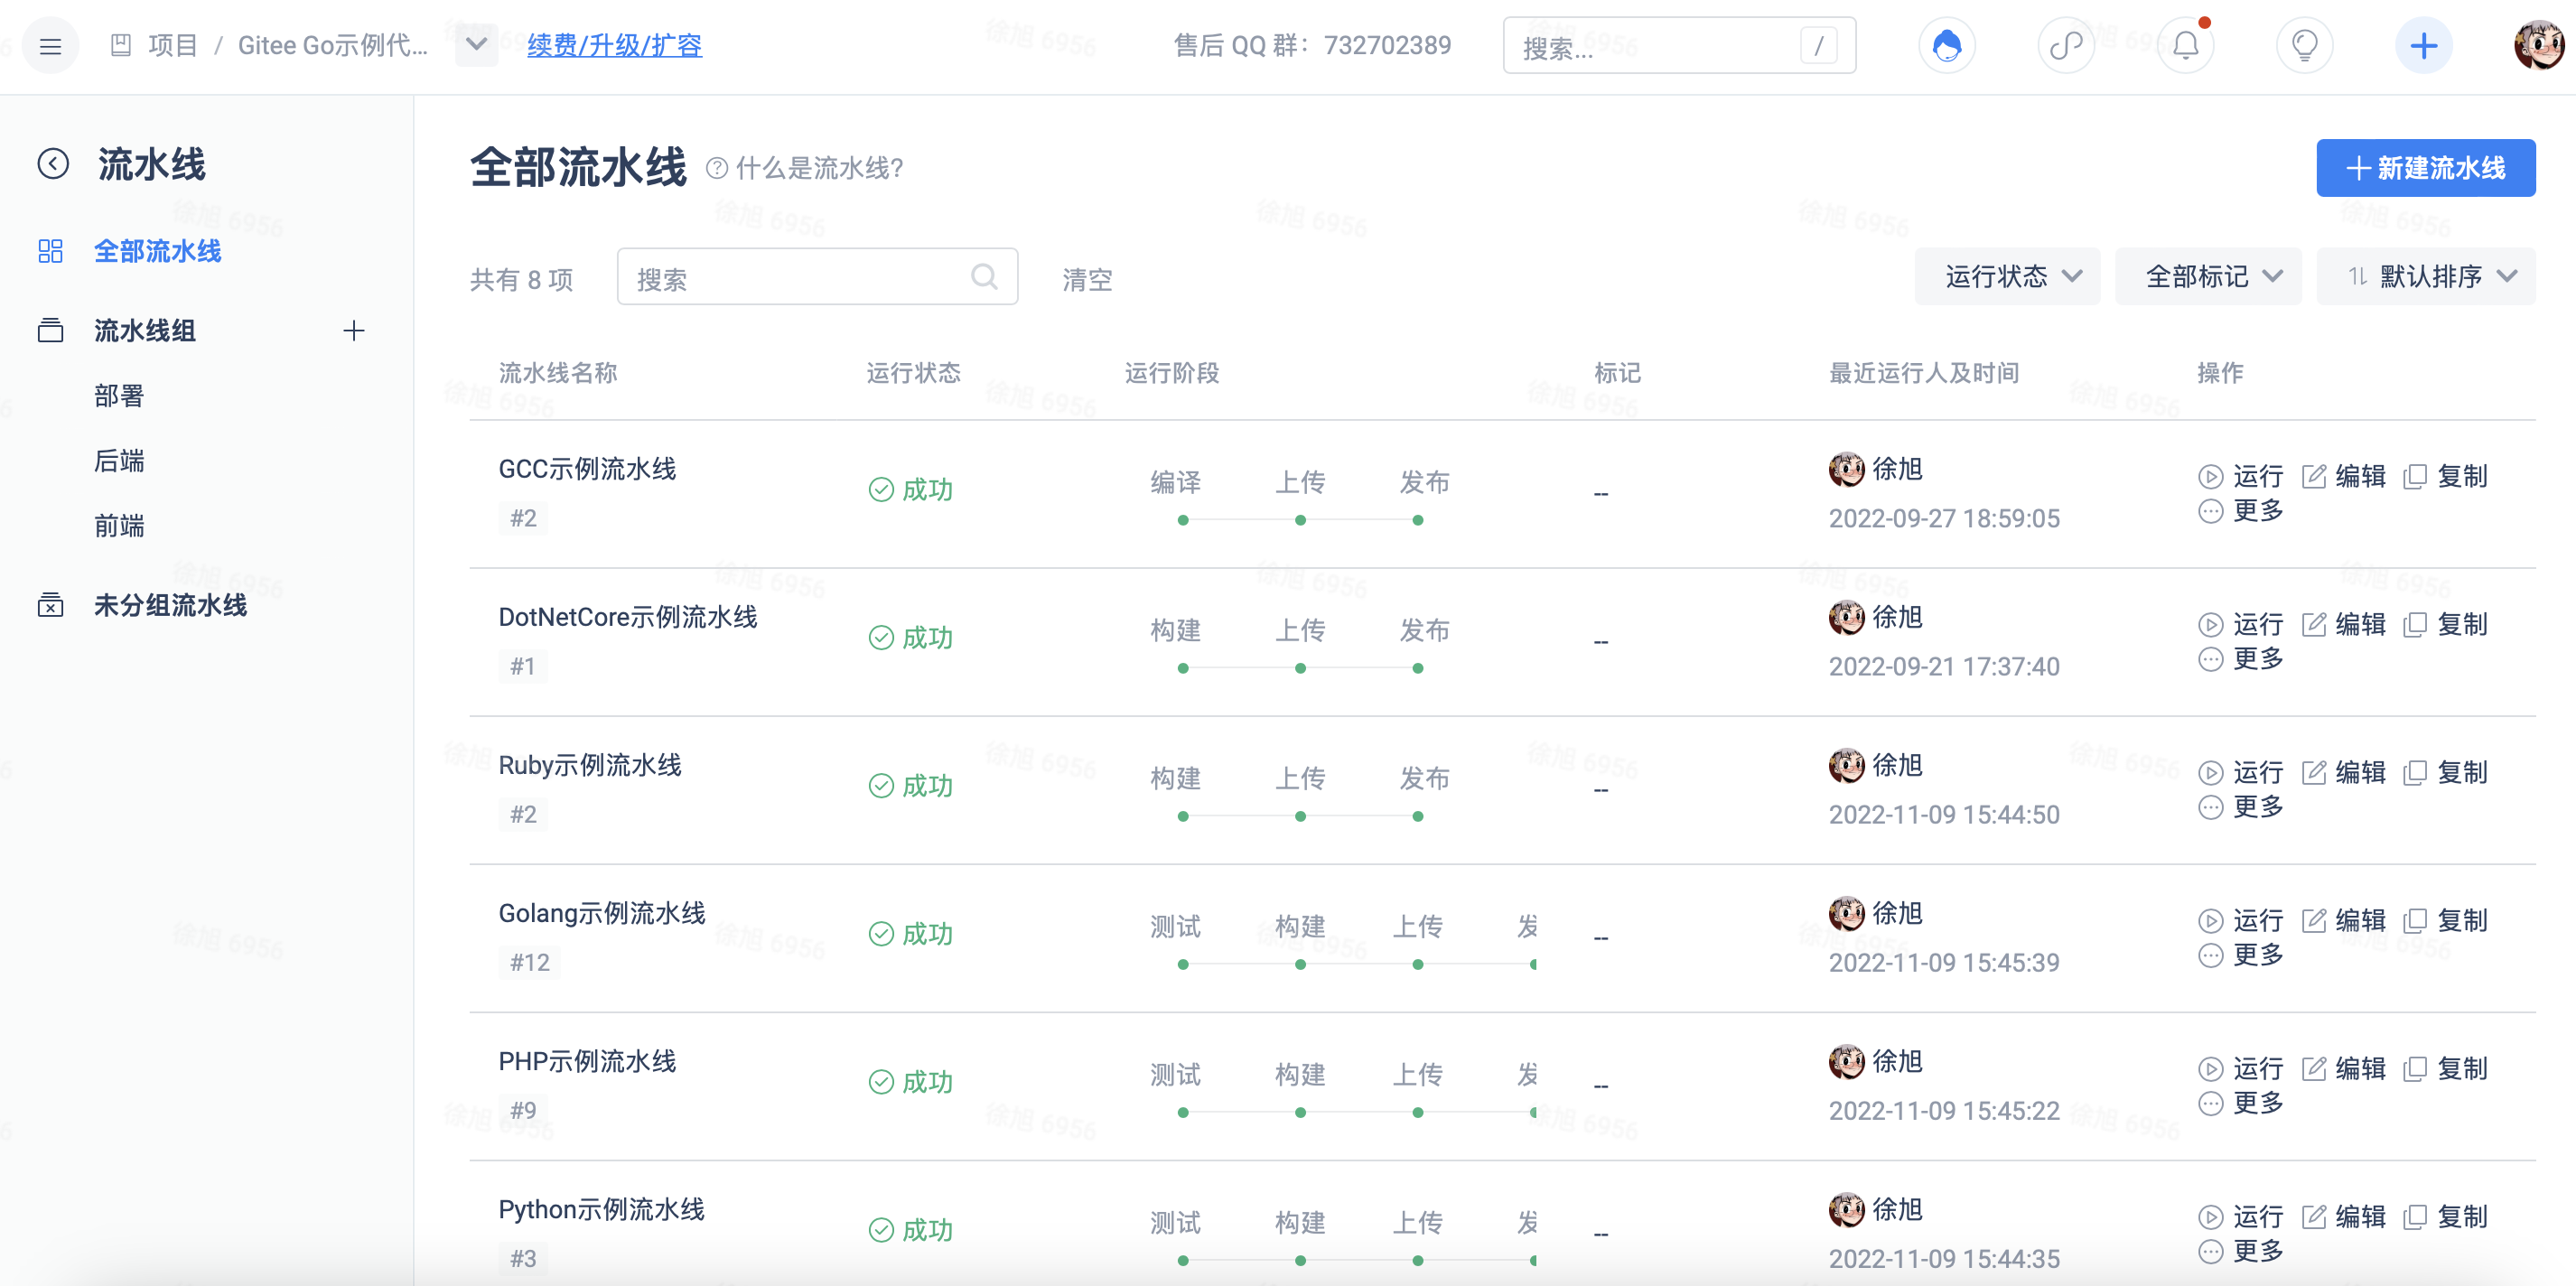 项目 / Gitee Go示例代... 续费/升级/扩容 售后 QQ 群：732702389 搜索... /
流水线
全部流水线
流水线组
部署
后端
前端
未分组流水线
全部流水线 什么是流水线? 新建流水线
共有 8 项 搜索 清空 运行状态 全部标记 默认排序
流水线名称 运行状态 运行阶段 标记 最近运行人及时间 操作
GCC示例流水线 #2 成功 编译 上传 发布 -- 徐旭 2022-09-27 18:59:05 运行 编辑 复制 更多
DotNetCore示例流水线 #1 成功 构建 上传 发布 -- 徐旭 2022-09-21 17:37:40 运行 编辑 复制 更多
Ruby示例流水线 #2 成功 构建 上传 发布 -- 徐旭 2022-11-09 15:44:50 运行 编辑 复制 更多
Golang示例流水线 #12 成功 测试 构建 上传 发 -- 徐旭 2022-11-09 15:45:39 运行 编辑 复制 更多
PHP示例流水线 #9 成功 测试 构建 上传 发 -- 徐旭 2022-11-09 15:45:22 运行 编辑 复制 更多
Python示例流水线 #3 成功 测试 构建 上传 发 -- 徐旭 2022-11-09 15:44:35 运行 编辑 复制 更多
徐旭 6956